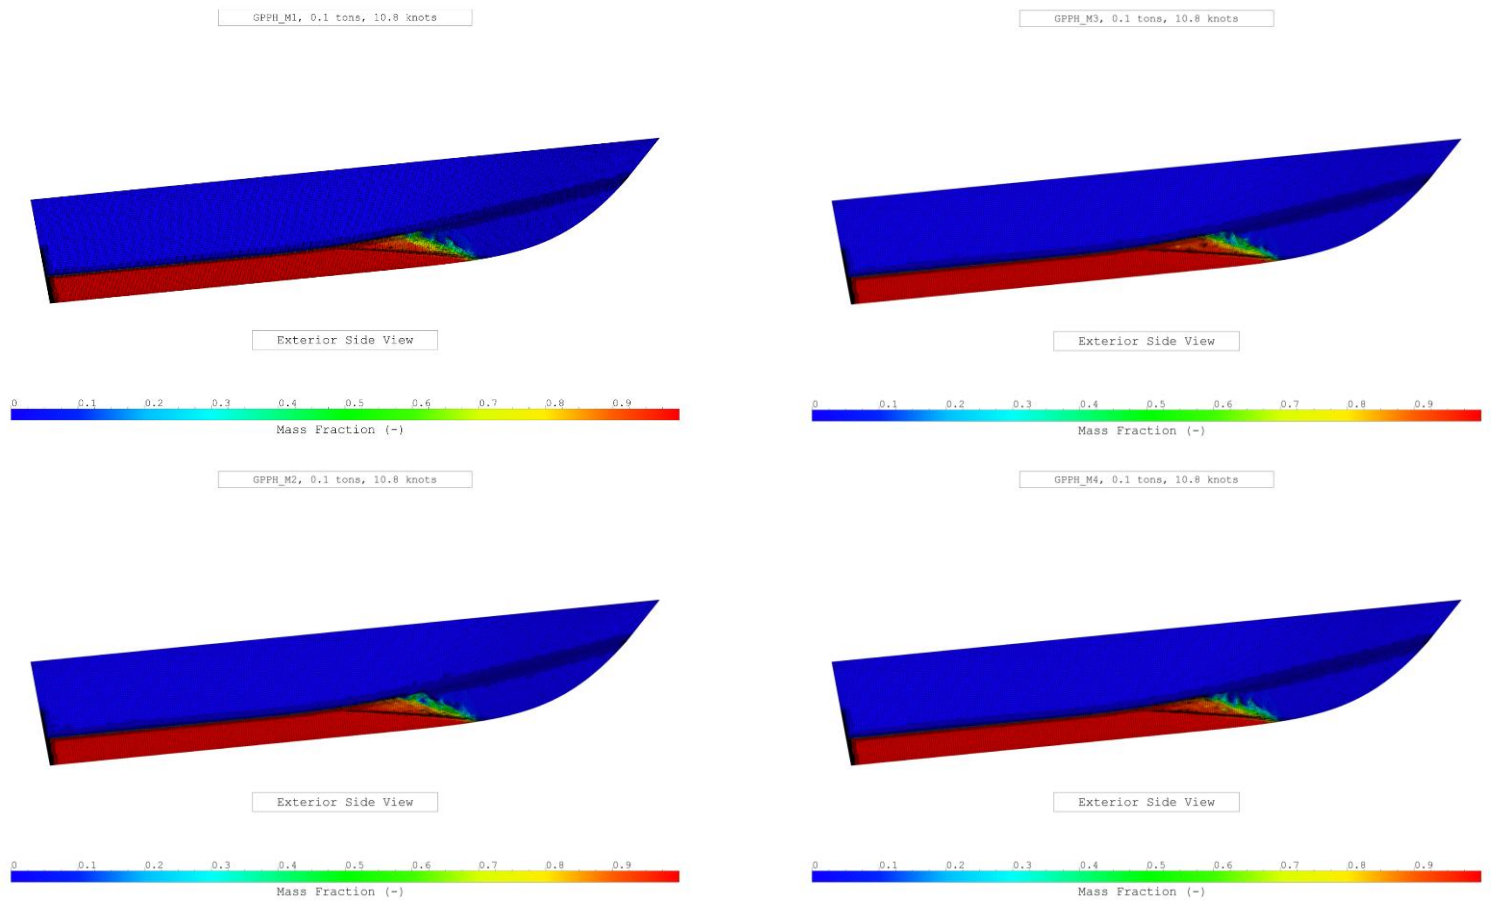 GPPH_M1, 0.1 tons, 10.8 knots
Exterior Side View
0 0.1 0.2 0.3 0.4 0.5 0.6 0.7 0.8 0.9
Mass Fraction (-)
GPPH_M3, 0.1 tons, 10.8 knots
Exterior Side View
0 0.1 0.2 0.3 0.4 0.5 0.6 0.7 0.8 0.9
Mass Fraction (-)
GPPH_M2, 0.1 tons, 10.8 knots
Exterior Side View
0 0.1 0.2 0.3 0.4 0.5 0.6 0.7 0.8 0.9
Mass Fraction (-)
GPPH_M4, 0.1 tons, 10.8 knots
Exterior Side View
0 0.1 0.2 0.3 0.4 0.5 0.6 0.7 0.8 0.9
Mass Fraction (-)